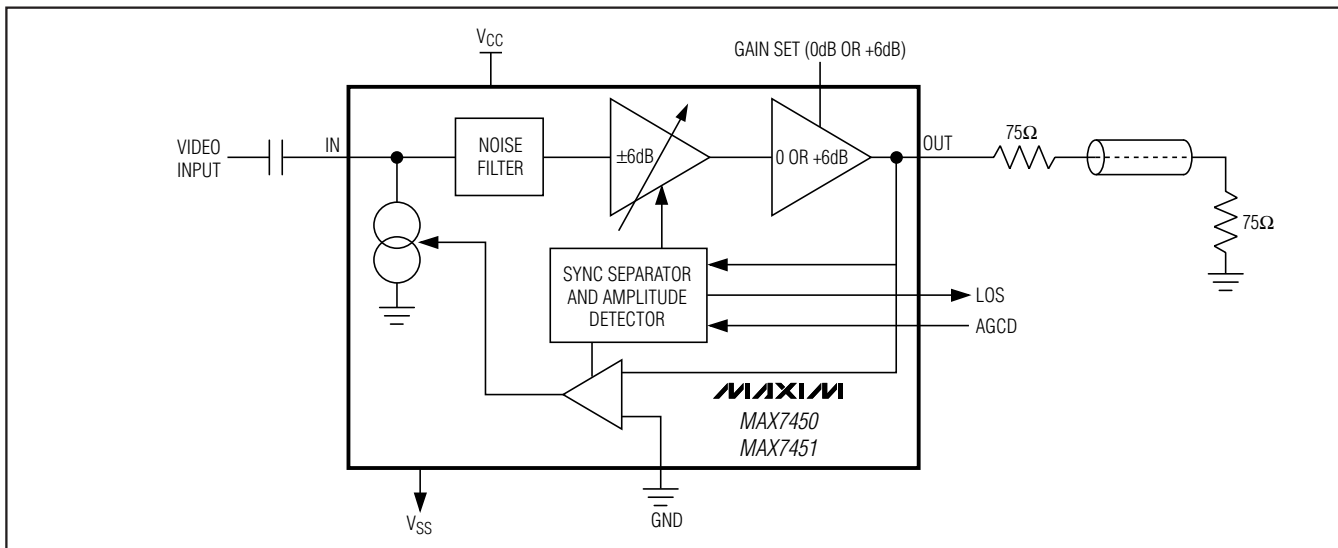 VCC
GAIN SET (0dB OR +6dB)
VIDEO
INPUT
IN
NOISE
FILTER
±6dB
0 OR +6dB
OUT
75Ω
75Ω
SYNC SEPARATOR
AND AMPLITUDE
DETECTOR
LOS
AGCD
MAXIM
MAX7450
MAX7451
VSS
GND